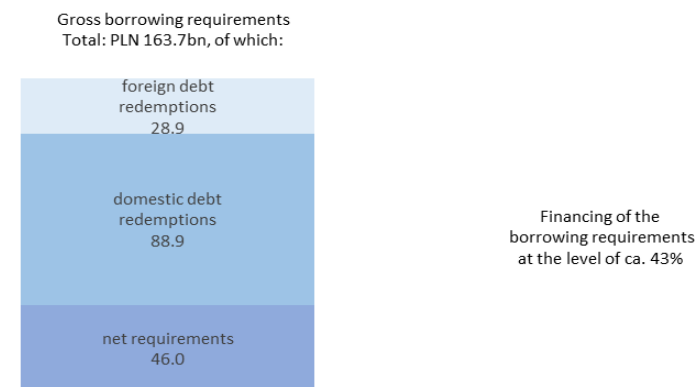 Gross borrowing requirements
Total: PLN 163.7bn, of which:
foreign debt
redemptions
28.9
domestic debt
redemptions
88.9
net requirements
46.0
Financing of the
borrowing requirements
at the level of ca. 43%